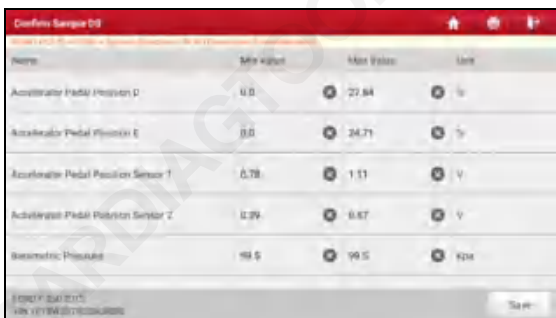 Confirm Sample DS
Name Min Value Max Value Unit
Accelerator Pedal Position D 0.0 27.84 %
Accelerator Pedal Position E 0.0 24.71 %
Accelerator Pedal Position Sensor 1 0.78 1.11 V
Accelerator Pedal Position Sensor 2 0.39 V
Barometric Pressure 99.5 99.5 kpa
Save